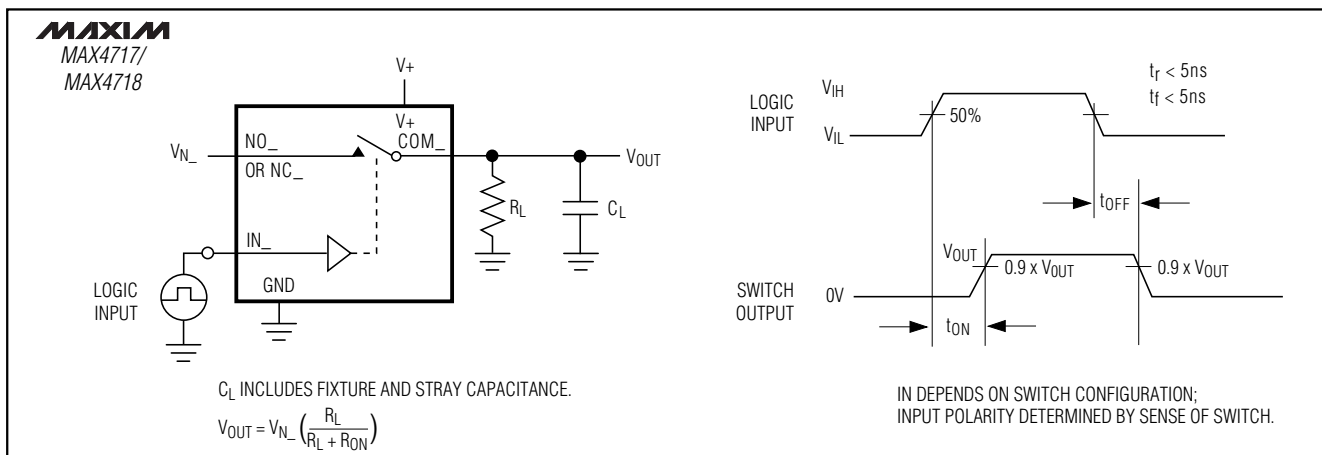 MAXIM
MAX4717/
MAX4718
V+
V+
NO_
COM_
V_N_
OR NC_
V_OUT
R_L
C_L
IN_
GND
LOGIC
INPUT
C_L INCLUDES FIXTURE AND STRAY CAPACITANCE.
V_OUT = V_N_ (R_L / (R_L + R_ON))
t_r < 5ns
t_f < 5ns
LOGIC
INPUT
V_IH
50%
V_IL
t_OFF
V_OUT
0.9 x V_OUT
0.9 x V_OUT
SWITCH
OUTPUT
0V
t_ON
IN DEPENDS ON SWITCH CONFIGURATION;
INPUT POLARITY DETERMINED BY SENSE OF SWITCH.